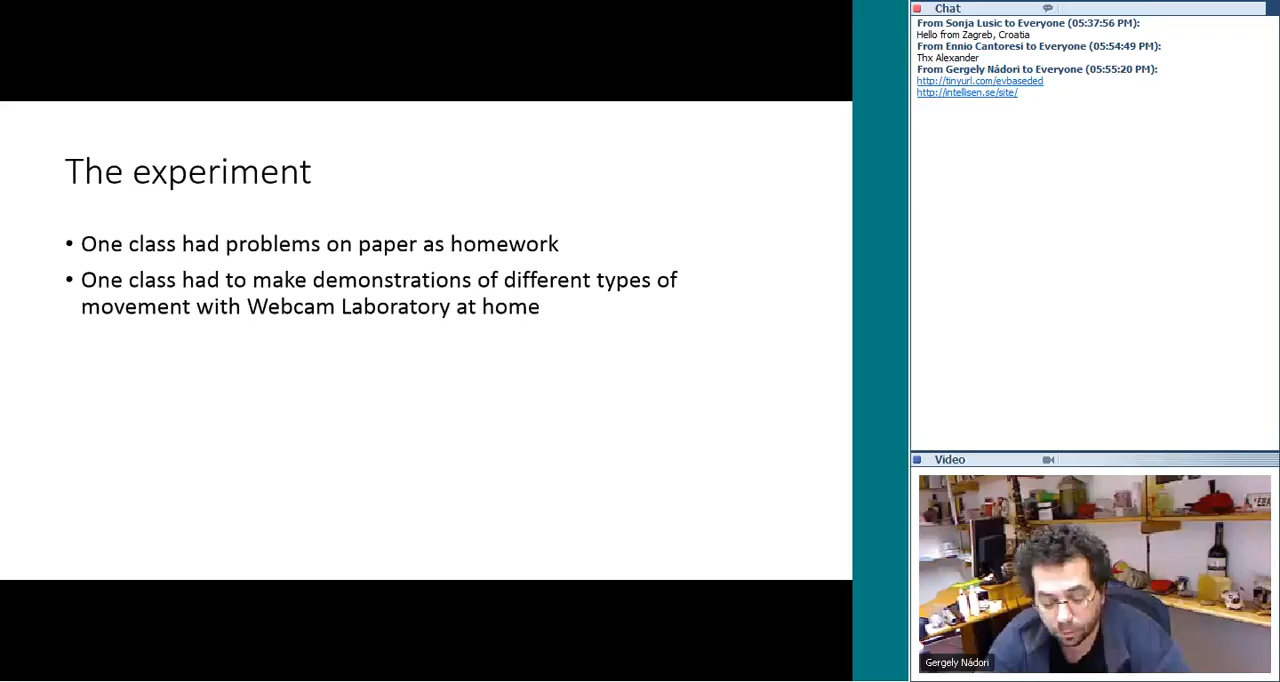 The experiment
• One class had problems on paper as homework
• One class had to make demonstrations of different types of
movement with Webcam Laboratory at home
Chat
From Sonja Lusic to Everyone (05:37:56 PM):
Hello from Zagreb, Croatia
From Ennio Cantoresi to Everyone (05:54:49 PM):
Thx Alexander
From Gergely Nádori to Everyone (05:55:20 PM):
http://tinyurl.com/evbaseded
http://intellisen.se/site/
Video
Gergely Nádori